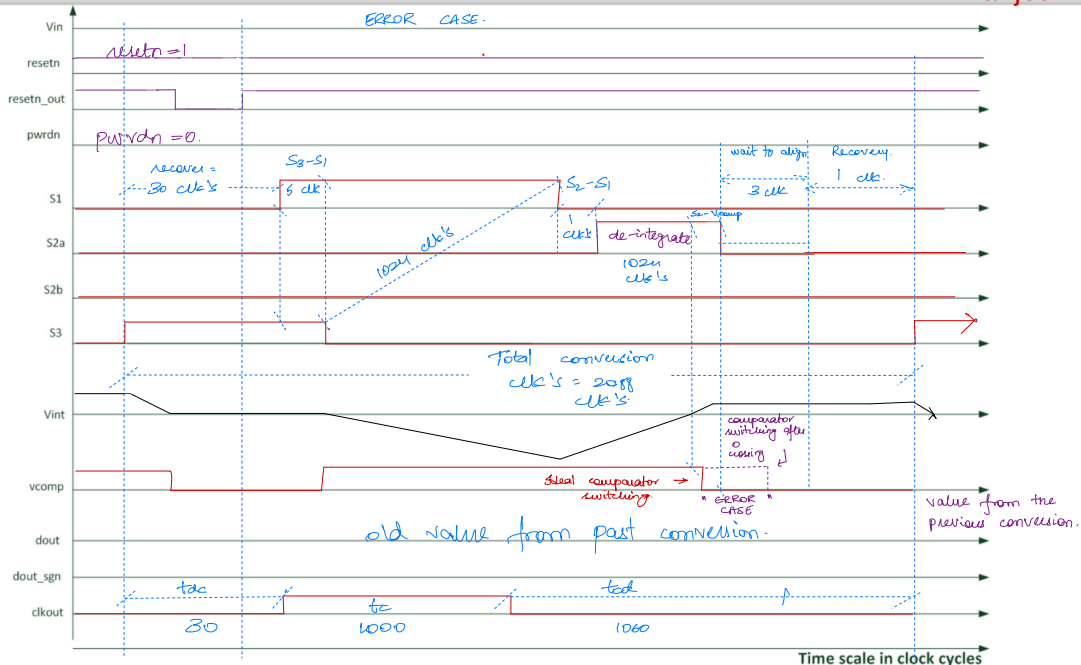 ERROR CASE.
Vin
resetn = 1
resetn
resetn_out
pwrdn
pwrdn = 0.
wait to align
Recovery
1 clk.
recover =
30 clk's
S3-S1
5 clk
S2-S1
3 clk
S1
1
clk's
de-integrate
S2a
1024 clk's
1024
clk's
S2b
S3
Total conversion
clk's = 2088
clk's
Vint
comparator
switching after
0
crossing
vcomp
Ideal comparator →
switching.
" ERROR "
CASE
value from the
previous conversion.
old value from past conversion.
dout
dout_sgn
tdc
tcd
clkout
tc
30
1000
1060
Time scale in clock cycles